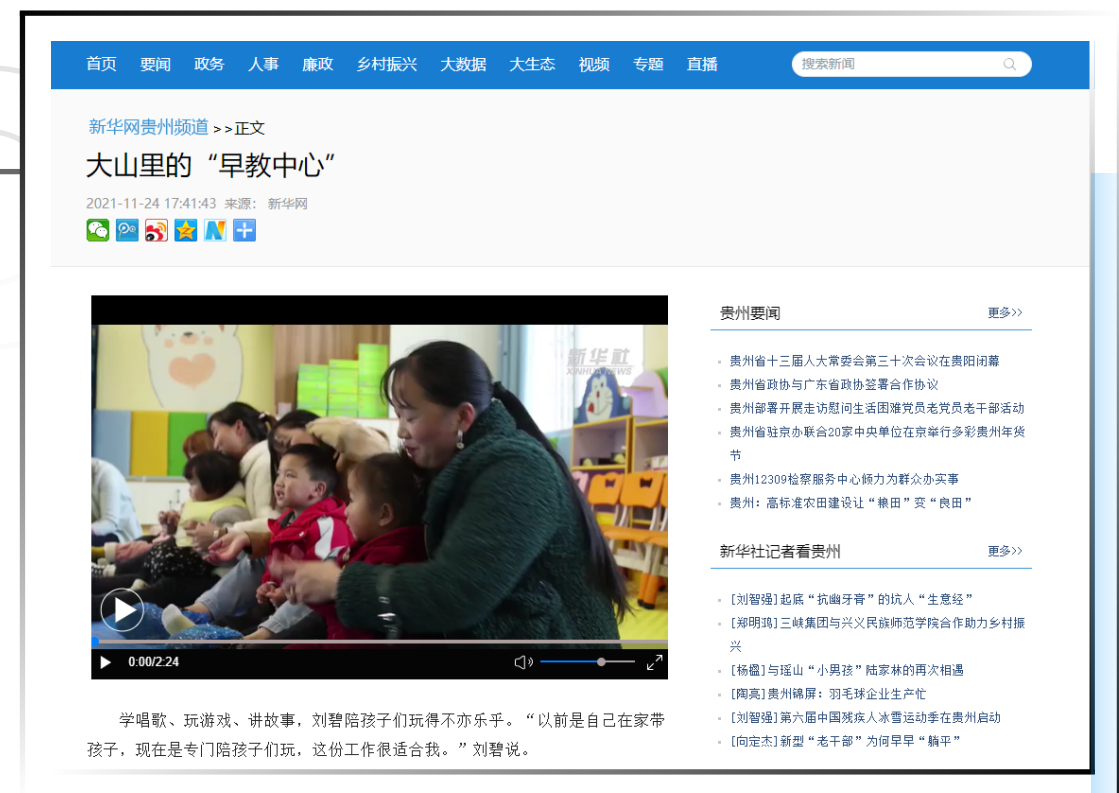 首页 要闻 政务 人事 廉政 乡村振兴 大数据 大生态 视频 专题 直播 搜索新闻
新华网贵州频道 >>正文
大山里的“早教中心”
2021-11-24 17:41:43 来源： 新华网
新华社
XINHUA NEWS
0:00/2:24
学唱歌、玩游戏、讲故事，刘碧陪孩子们玩得不亦乐乎。“以前是自己在家带
孩子，现在是专门陪孩子们玩，这份工作很适合我。”刘碧说。
贵州要闻 更多>>
贵州省十三届人大常委会第三十次会议在贵阳闭幕
贵州省政协与广东省政协签署合作协议
贵州部署开展走访慰问生活困难党员老党员老干部活动
贵州省驻京办联合20家中央单位在京举行多彩贵州年货
节
贵州12309检察服务中心倾力为群众办实事
贵州：高标准农田建设让“粮田”变“良田”
新华社记者看贵州 更多>>
[刘智强]起底“抗幽牙膏”的坑人“生意经”
[郑明鸿]三峡集团与兴义民族师范学院合作助力乡村振
兴
[杨楹]与瑶山“小男孩”陆家林的再次相遇
[陶亮]贵州锦屏：羽毛球企业生产忙
[刘智强]第六届中国残疾人冰雪运动季在贵州启动
[向定杰]新型“老干部”为何早早“躺平”